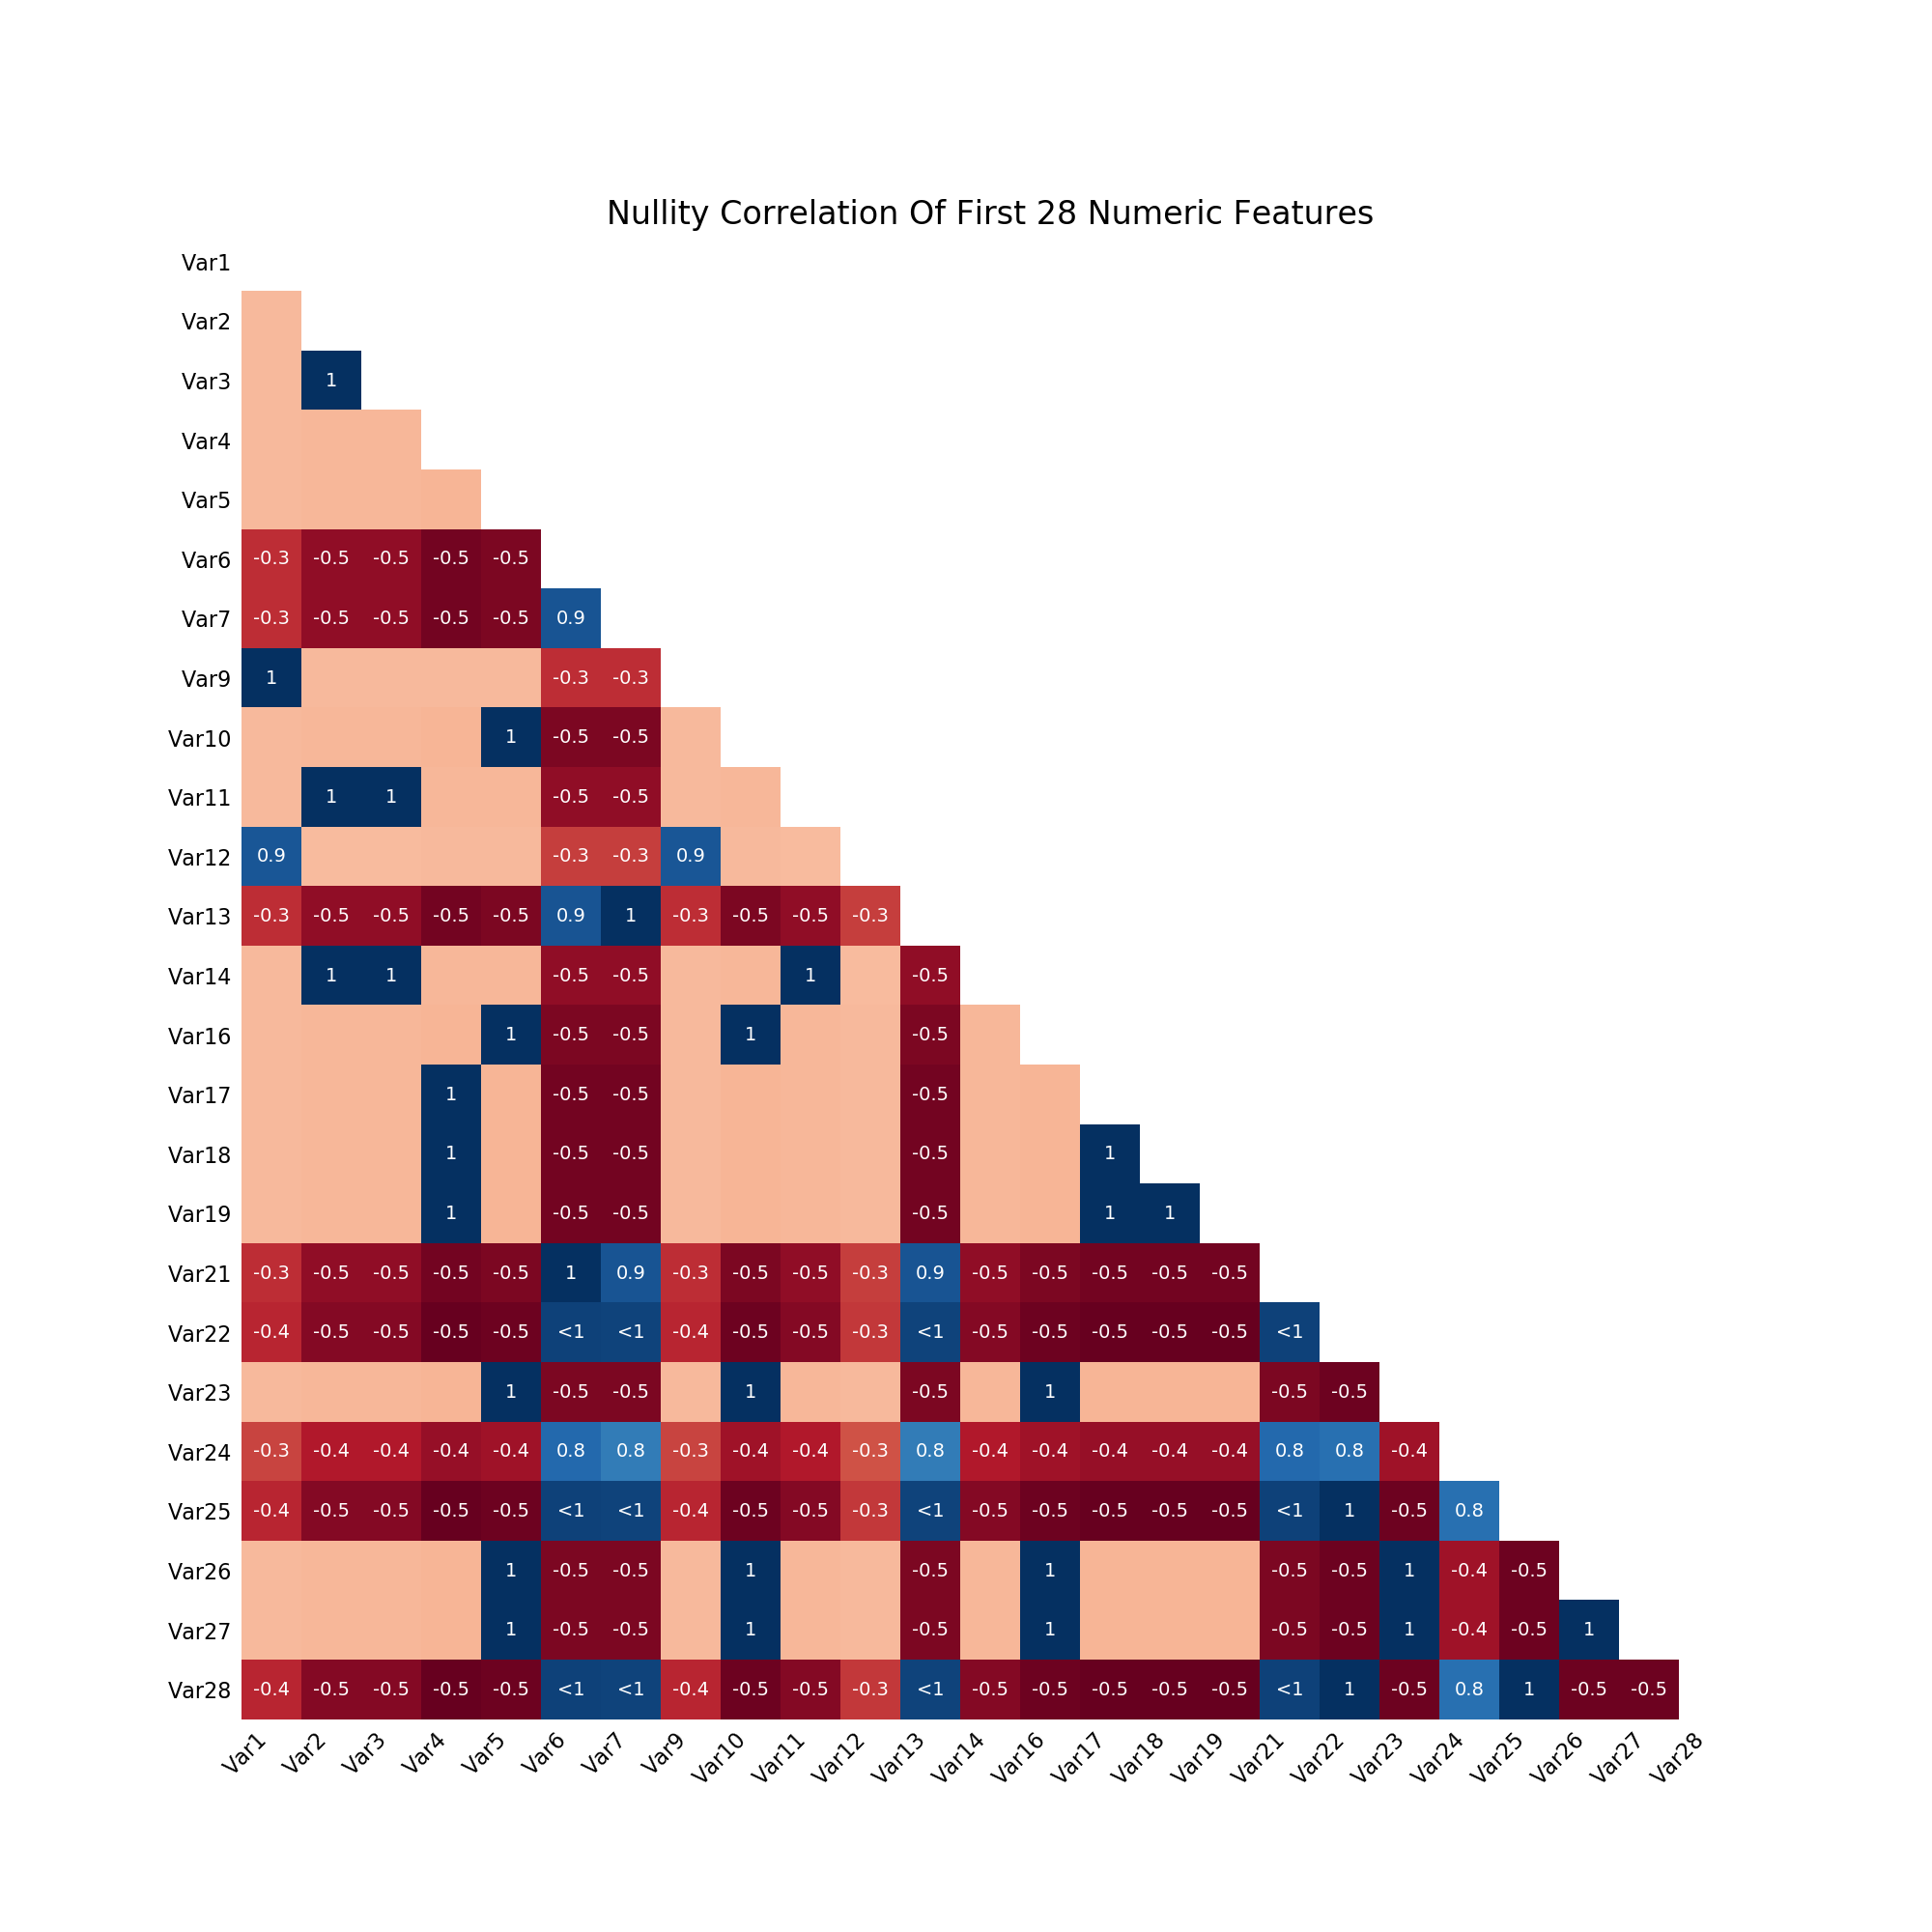 Nullity Correlation Of First 28 Numeric Features
Var1
Var2
Var3 1
Var4
Var5
Var6 -0.3 -0.5 -0.5 -0.5 -0.5
Var7 -0.3 -0.5 -0.5 -0.5 -0.5 0.9
Var9 1 -0.3 -0.3
Var10 1 -0.5 -0.5
Var11 1 1 -0.5 -0.5
Var12 0.9 -0.3 -0.3 0.9
Var13 -0.3 -0.5 -0.5 -0.5 -0.5 0.9 1 -0.3 -0.5 -0.5 -0.3
Var14 1 1 -0.5 -0.5 1 -0.5
Var16 1 -0.5 -0.5 1 -0.5
Var17 1 -0.5 -0.5 -0.5
Var18 1 -0.5 -0.5 -0.5 1
Var19 1 -0.5 -0.5 -0.5 1 1
Var21 -0.3 -0.5 -0.5 -0.5 -0.5 1 0.9 -0.3 -0.5 -0.5 -0.3 0.9 -0.5 -0.5 -0.5 -0.5 -0.5
Var22 -0.4 -0.5 -0.5 -0.5 -0.5 <1 <1 -0.4 -0.5 -0.5 -0.3 <1 -0.5 -0.5 -0.5 -0.5 -0.5 <1
Var23 1 -0.5 -0.5 1 -0.5 1 -0.5 -0.5
Var24 -0.3 -0.4 -0.4 -0.4 -0.4 0.8 0.8 -0.3 -0.4 -0.4 -0.3 0.8 -0.4 -0.4 -0.4 -0.4 -0.4 0.8 0.8 -0.4
Var25 -0.4 -0.5 -0.5 -0.5 -0.5 <1 <1 -0.4 -0.5 -0.5 -0.3 <1 -0.5 -0.5 -0.5 -0.5 -0.5 <1 1 -0.5 0.8
Var26 1 -0.5 -0.5 1 -0.5 1 -0.5 -0.5 1 -0.4 -0.5
Var27 1 -0.5 -0.5 1 -0.5 1 -0.5 -0.5 1 -0.4 -0.5 1
Var28 -0.4 -0.5 -0.5 -0.5 -0.5 <1 <1 -0.4 -0.5 -0.5 -0.3 <1 -0.5 -0.5 -0.5 -0.5 -0.5 <1 1 -0.5 0.8 1 -0.5 -0.5
Var1 Var2 Var3 Var4 Var5 Var6 Var7 Var9 Var10 Var11 Var12 Var13 Var14 Var16 Var17 Var18 Var19 Var21 Var22 Var23 Var24 Var25 Var26 Var27 Var28